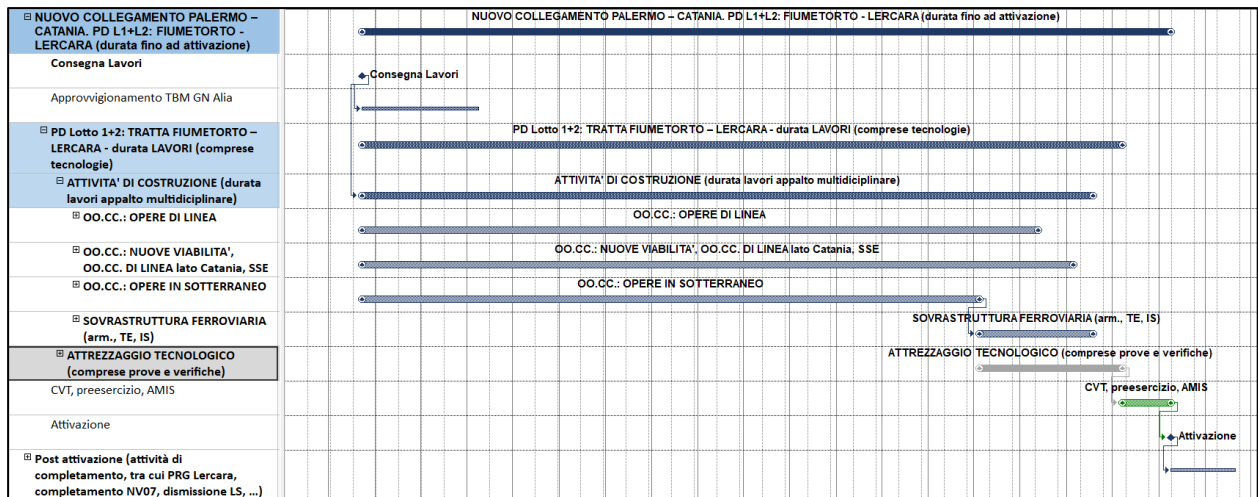 NUOVO COLLEGAMENTO PALERMO –
CATANIA. PD L1+L2: FIUMETORTO -
LERCARA (durata fino ad attivazione)
NUOVO COLLEGAMENTO PALERMO – CATANIA. PD L1+L2: FIUMETORTO - LERCARA (durata fino ad attivazione)
Consegna Lavori
Consegna Lavori
Approvvigionamento TBM GN Alia
PD Lotto 1+2: TRATTA FIUMETORTO –
LERCARA - durata LAVORI (comprese
tecnologie)
PD Lotto 1+2: TRATTA FIUMETORTO – LERCARA - durata LAVORI (comprese tecnologie)
ATTIVITA' DI COSTRUZIONE (durata
lavori appalto multidiciplinare)
ATTIVITA' DI COSTRUZIONE (durata lavori appalto multidiciplinare)
OO.CC.: OPERE DI LINEA
OO.CC.: OPERE DI LINEA
OO.CC.: NUOVE VIABILITA',
OO.CC. DI LINEA lato Catania, SSE
OO.CC.: NUOVE VIABILITA', OO.CC. DI LINEA lato Catania, SSE
OO.CC.: OPERE IN SOTTERRANEO
OO.CC.: OPERE IN SOTTERRANEO
SOVRASTRUTTURA FERROVIARIA
(arm., TE, IS)
SOVRASTRUTTURA FERROVIARIA (arm., TE, IS)
ATTREZZAGGIO TECNOLOGICO
(comprese prove e verifiche)
ATTREZZAGGIO TECNOLOGICO (comprese prove e verifiche)
CVT, preesercizio, AMIS
CVT, preesercizio, AMIS
Attivazione
Attivazione
Post attivazione (attività di
completamento, tra cui PRG Lercara,
completamento NV07, dismissione LS, ...)